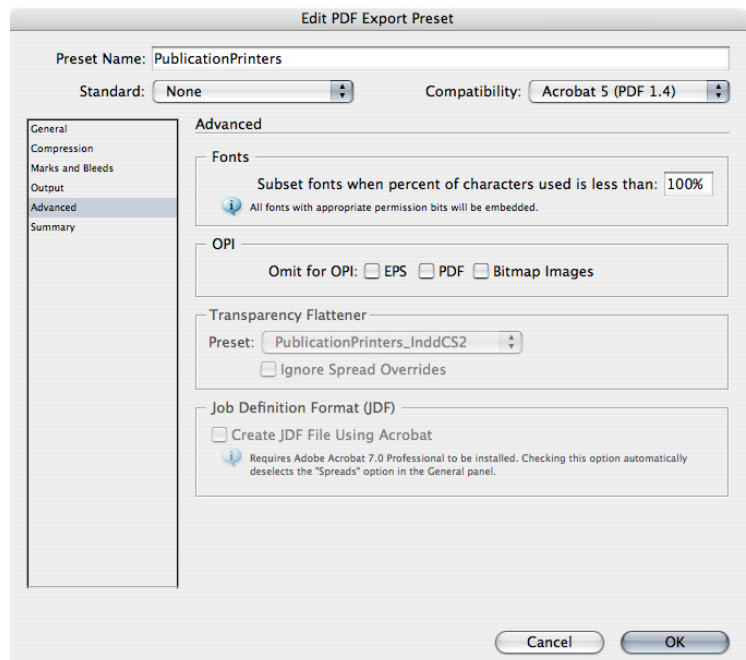 Edit PDF Export Preset
Preset Name: PublicationPrinters
Standard: None Compatibility: Acrobat 5 (PDF 1.4)
General
Compression
Marks and Bleeds
Output
Advanced
Summary
Advanced
Fonts
Subset fonts when percent of characters used is less than: 100%
All fonts with appropriate permission bits will be embedded.
OPI
Omit for OPI: EPS PDF Bitmap Images
Transparency Flattener
Preset: PublicationPrinters_InddCS2
Ignore Spread Overrides
Job Definition Format (JDF)
Create JDF File Using Acrobat
Requires Adobe Acrobat 7.0 Professional to be installed. Checking this option automatically
deselects the "Spreads" option in the General panel.
Cancel OK